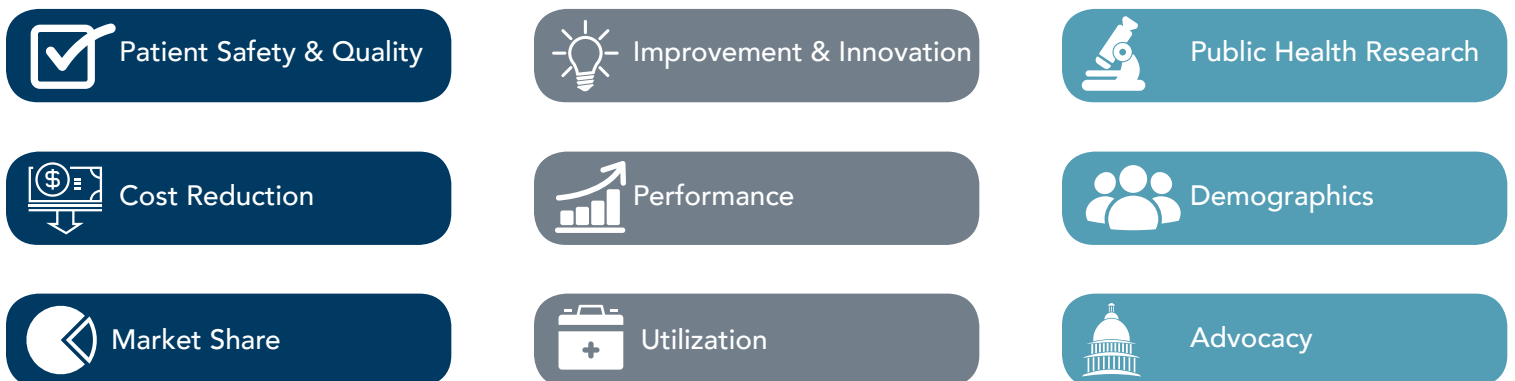 Patient Safety & Quality
Improvement & Innovation
Public Health Research
$
Cost Reduction
Performance
Demographics
Market Share
Utilization
Advocacy